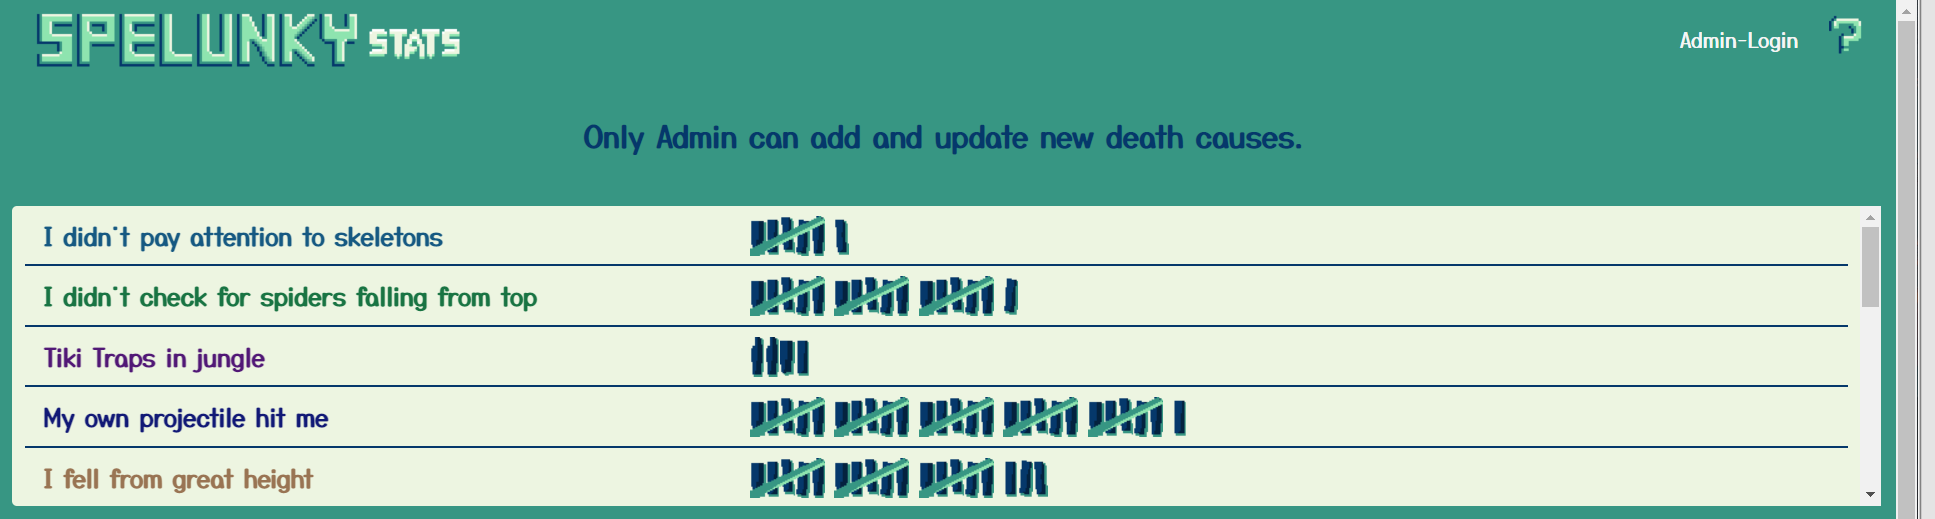 SPELUNKY STATS
Admin-Login ?
Only Admin can add and update new death causes.
I didn't pay attention to skeletons
I didn't check for spiders falling from top
Tiki Traps in jungle
My own projectile hit me
I fell from great height